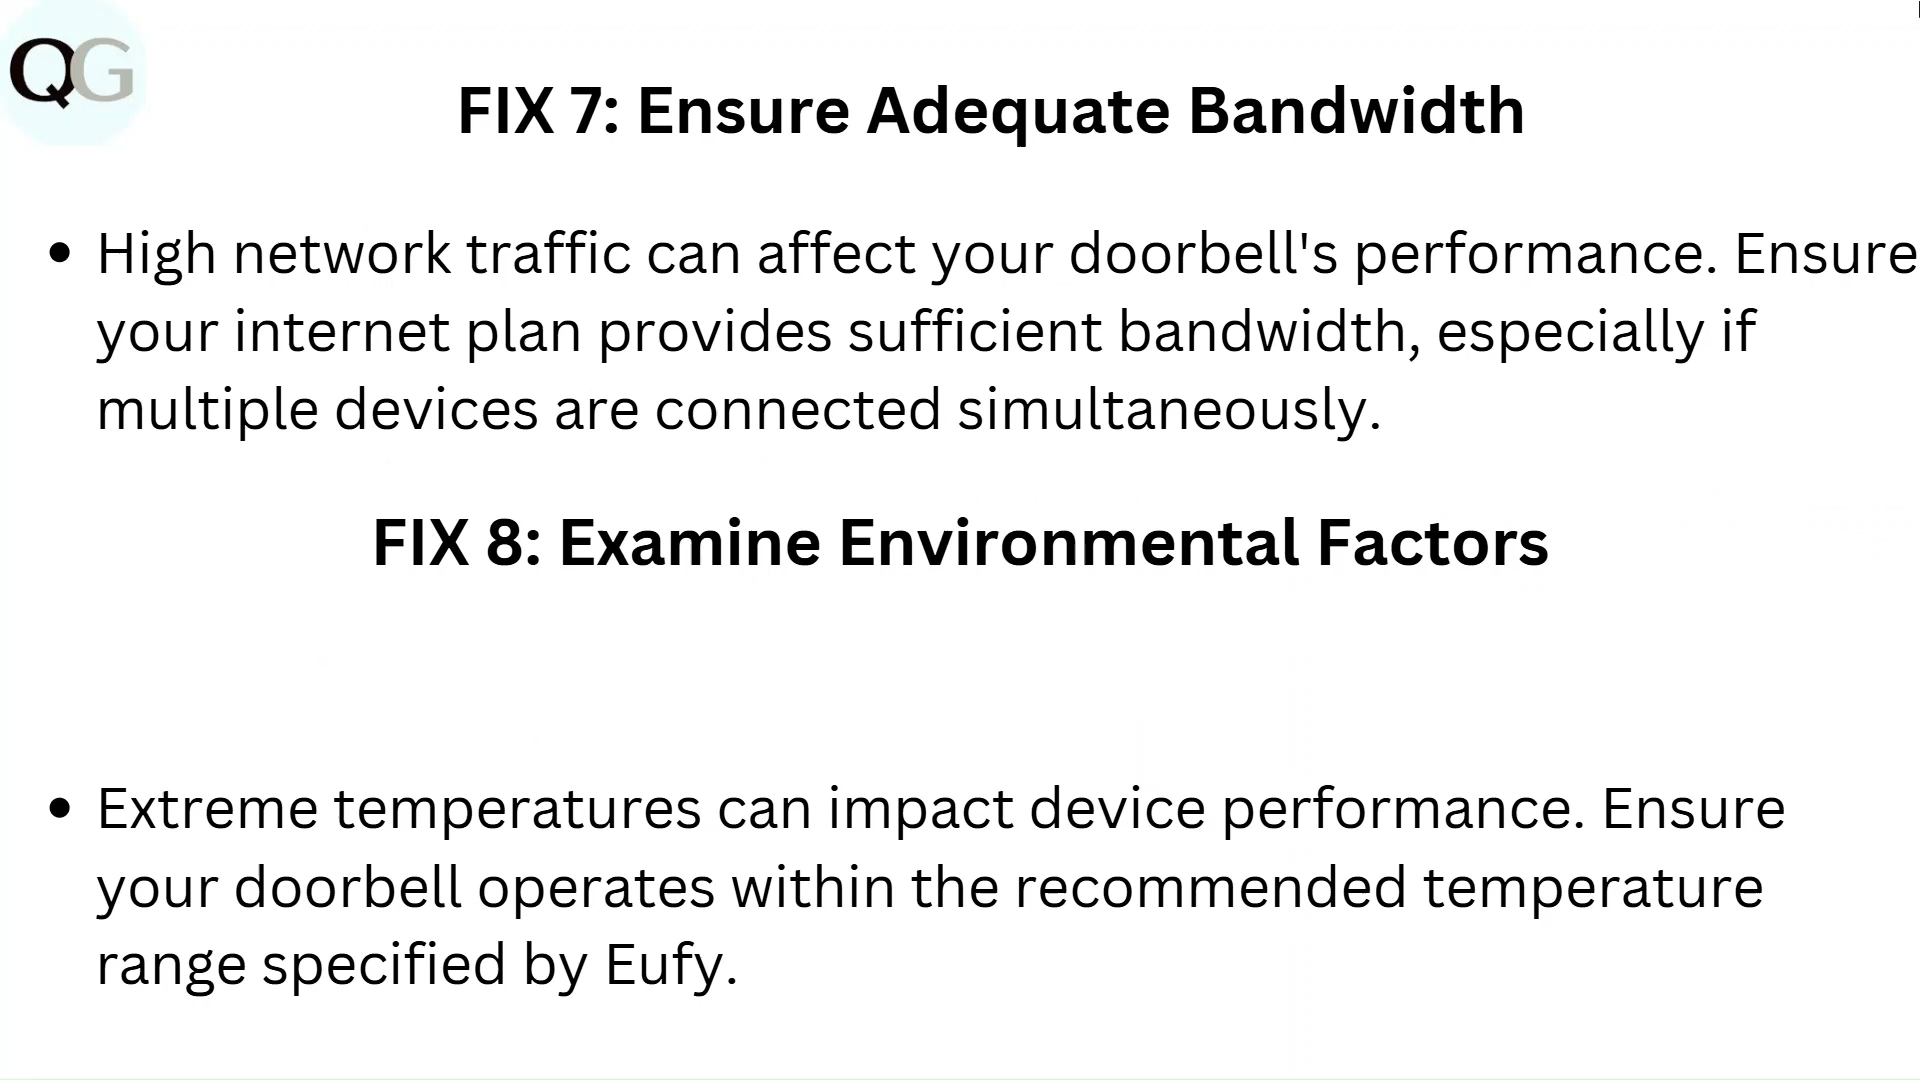 QG
FIX 7: Ensure Adequate Bandwidth
• High network traffic can affect your doorbell's performance. Ensure
your internet plan provides sufficient bandwidth, especially if
multiple devices are connected simultaneously.
FIX 8: Examine Environmental Factors
• Extreme temperatures can impact device performance. Ensure
your doorbell operates within the recommended temperature
range specified by Eufy.